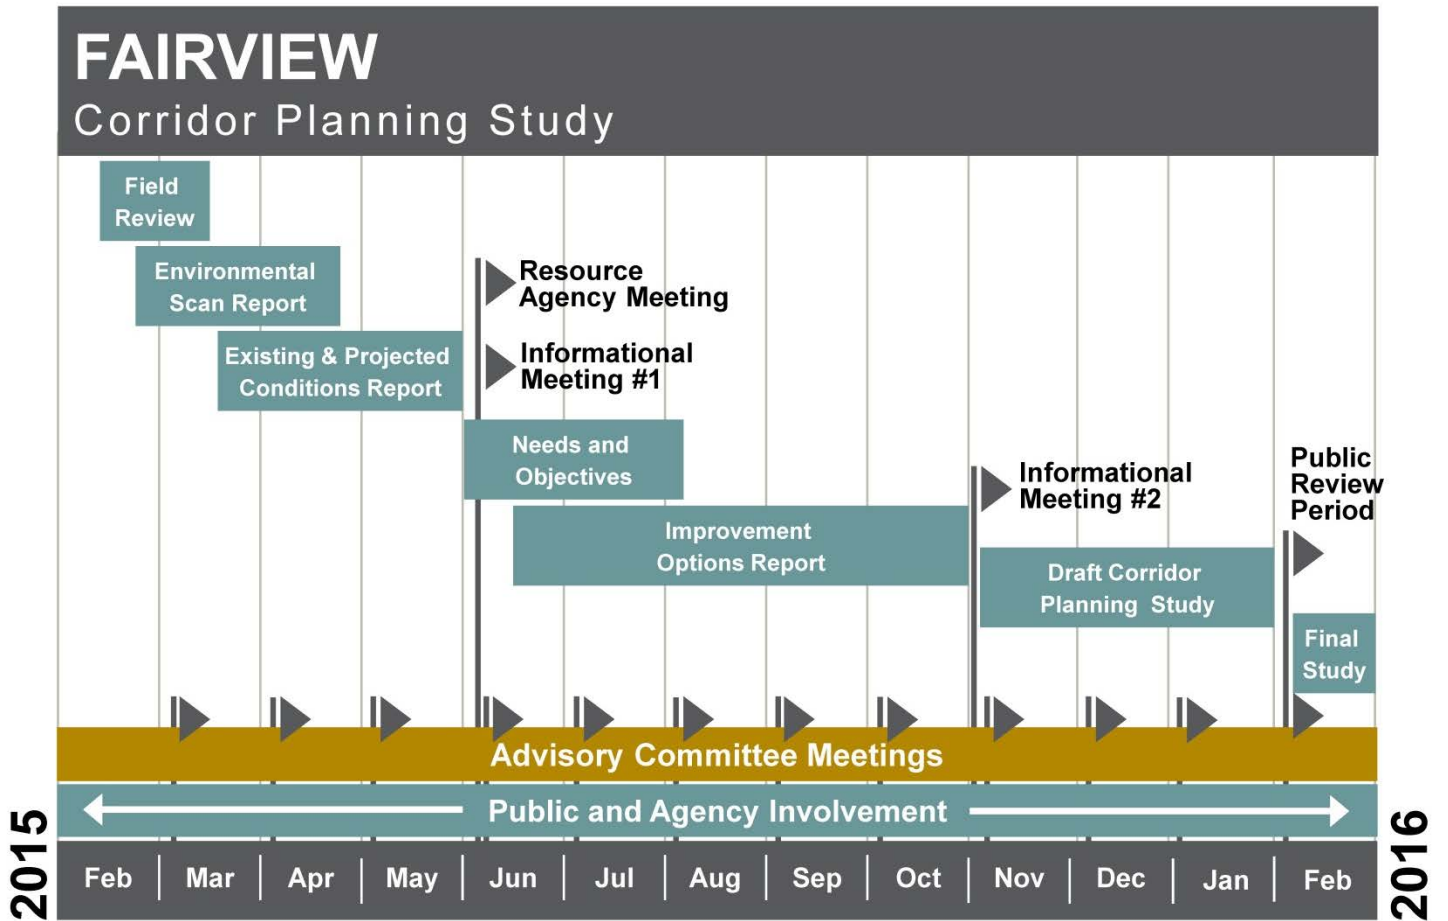 FAIRVIEW
Corridor Planning Study
Field
Review
Environmental
Scan Report
Existing & Projected
Conditions Report
Resource
Agency Meeting
Informational
Meeting #1
Needs and
Objectives
Improvement
Options Report
Informational
Meeting #2
Draft Corridor
Planning Study
Public
Review
Period
Final
Study
Advisory Committee Meetings
Public and Agency Involvement
2015
Feb Mar Apr May Jun Jul Aug Sep Oct Nov Dec Jan Feb
2016